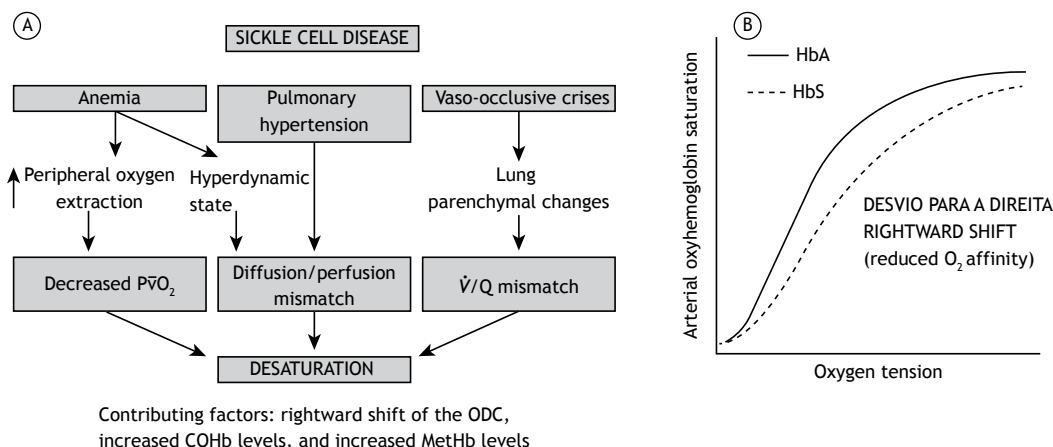 A
SICKLE CELL DISEASE
Anemia
Pulmonary
hypertension
Vaso-occlusive crises
Peripheral oxygen
extraction
Hyperdynamic
state
Lung
parenchymal changes
Decreased Pv̄O₂
Diffusion/perfusion
mismatch
V̇/Q mismatch
DESATURATION
Contributing factors: rightward shift of the ODC,
increased COHb levels, and increased MetHb levels
B
HbA
HbS
Arterial oxyhemoglobin saturation
DESVIO PARA A DIREITA
RIGHTWARD SHIFT
(reduced O₂ affinity)
Oxygen tension